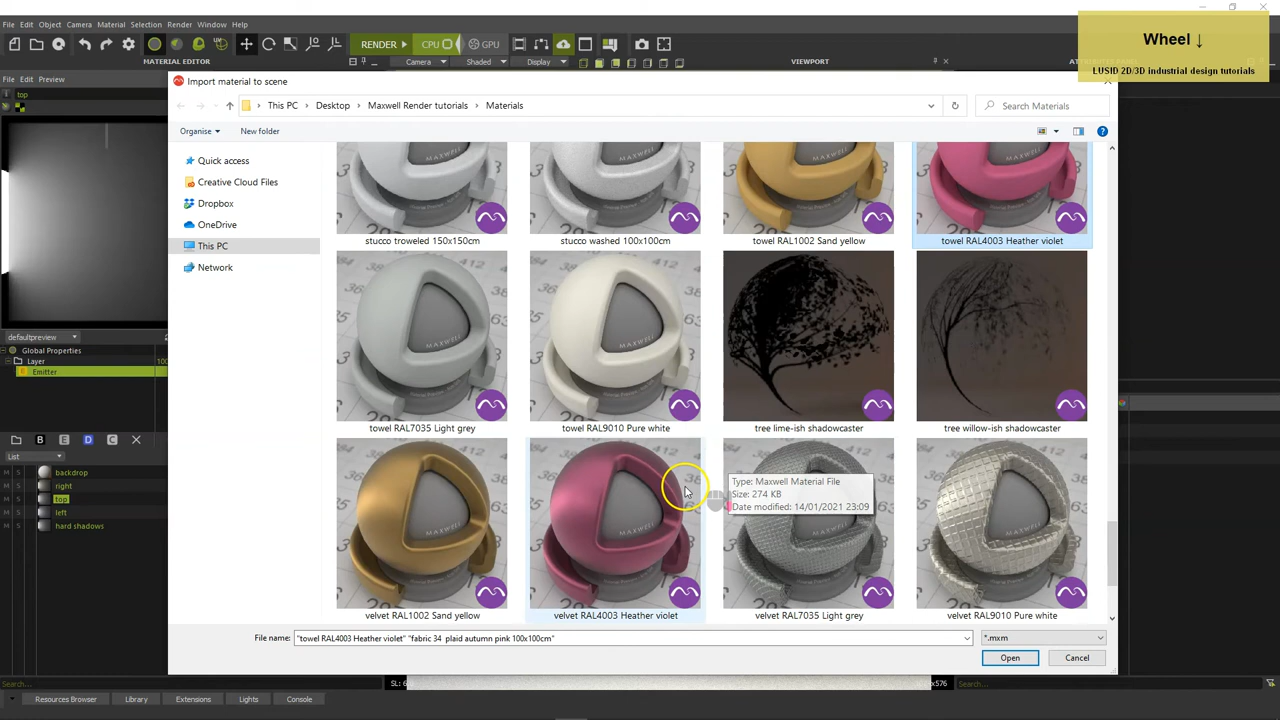 Wheel ↓
LUSID 2D/3D industrial design tutorials
File Edit Object Camera Material Selection Render Window Help
RENDER CPU GPU
MATERIAL EDITOR
Camera Shaded Display
VIEWPORT
File Edit Preview
top
Import material to scene
This PC > Desktop > Maxwell Render tutorials > Materials
Search Materials
Organise New folder
Quick access
Creative Cloud Files
Dropbox
OneDrive
This PC
Network
stucco troweled 150x150cm
stucco washed 100x100cm
towel RAL1002 Sand yellow
towel RAL4003 Heather violet
towel RAL7035 Light grey
towel RAL9010 Pure white
tree lime-ish shadowcaster
tree willow-ish shadowcaster
Type: Maxwell Material File
Size: 274 KB
Date modified: 14/01/2021 23:09
velvet RAL1002 Sand yellow
velvet RAL4003 Heather violet
velvet RAL7035 Light grey
velvet RAL9010 Pure white
File name: "towel RAL4003 Heather violet" "fabric 34 plaid autumn pink 100x100cm"
*.mxm
Open
Cancel
defaultpreview
Global Properties
Layer 100
Emitter
B E D C
List
M S backdrop
M S right
M S top
M S left
M S hard shadows
Search...
SL: 6
x576
Search...
Resources Browser Library Extensions Lights Console